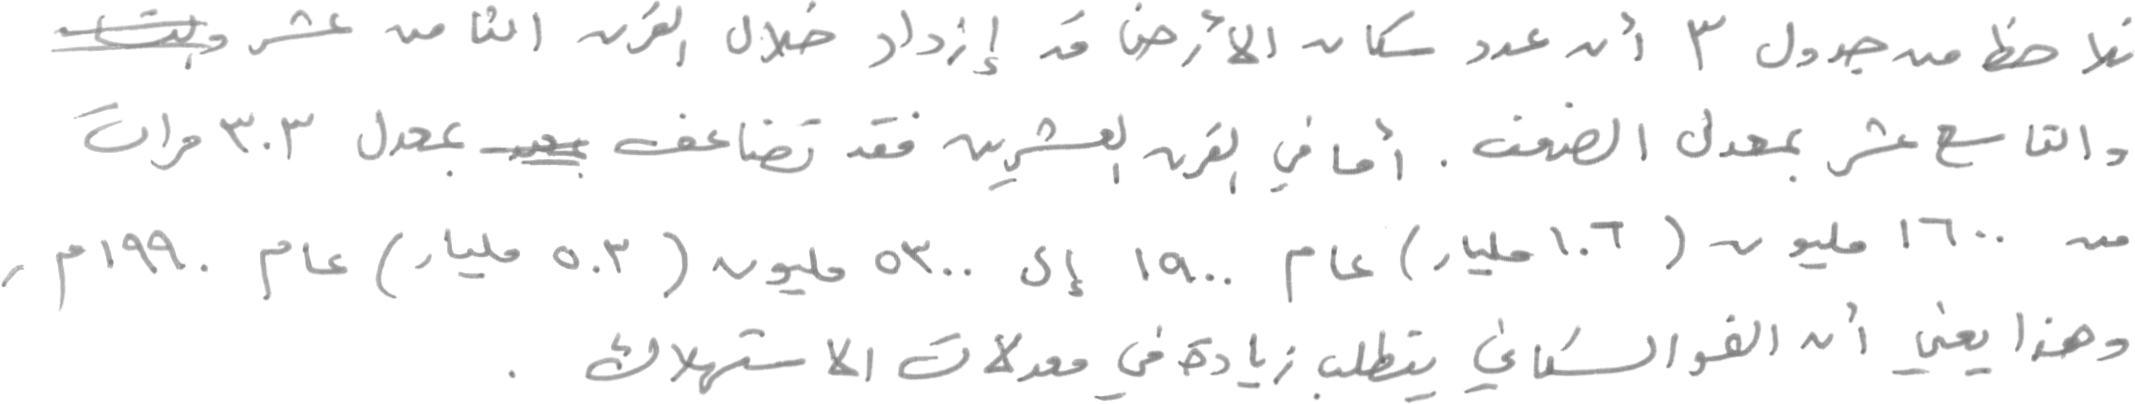 نلاحظ من جدول ٣ أن عدد سكان الأرض قد إزداد خلال القرن الثامن عشر
والتاسع عشر بمعدل الضعف . أما في القرن العشرين فقد تضاعف بمعدل ٣.٣ مرات
من ١٦٠٠ مليون ( ١.٦ مليار ) عام ١٩٠٠ إلى ٥٣٠٠ مليون ( ٥.٣ مليار ) عام ١٩٩٠م ,
وهذا يعني أن النمو السكاني يتطلب زيادة في معدلات الاستهلاك .